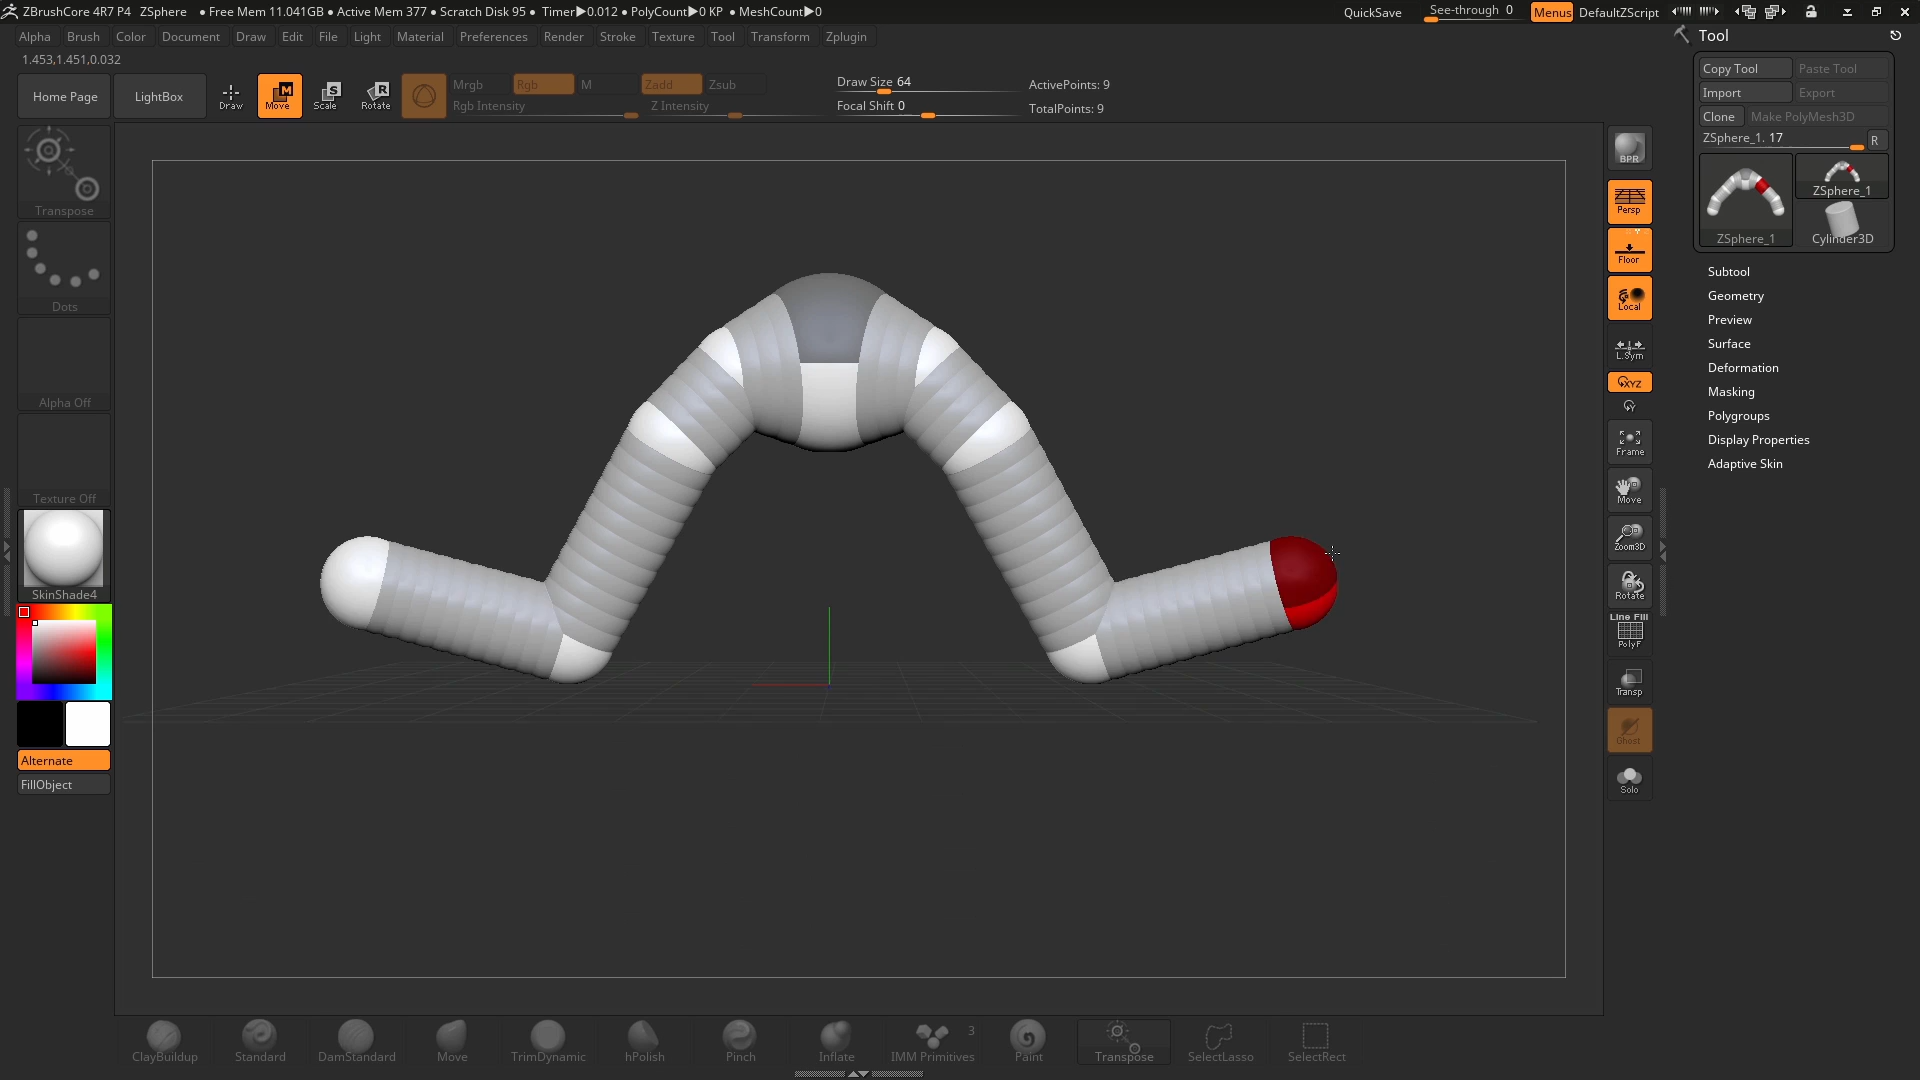 ZBrushCore 4R7 P4 ZSphere ● Free Mem 11.041GB ● Active Mem 377 ● Scratch Disk 95 ● Timer▶0.012 ● PolyCount▶0 KP ● MeshCount▶0
QuickSave See-through 0 Menus DefaultZScript
Alpha Brush Color Document Draw Edit File Light Material Preferences Render Stroke Texture Tool Transform Zplugin
1.453,1.451,0.032
Home Page
LightBox
Draw
M
Move
S
Scale
R
Rotate
Mrgb Rgb M Zadd Zsub
Rgb Intensity Z Intensity
Draw Size 64
Focal Shift 0
ActivePoints: 9
TotalPoints: 9
Transpose
Dots
Alpha Off
Texture Off
SkinShade4
Alternate
FillObject
BPR
Persp
Floor
Local
L.Sym
XYZ
Y
Frame
Move
Zoom3D
Rotate
Line Fill
PolyF
Transp
Ghost
Solo
Tool
Copy Tool Paste Tool
Import Export
Clone Make PolyMesh3D
ZSphere_1. 17 R
ZSphere_1
ZSphere_1
Cylinder3D
Subtool
Geometry
Preview
Surface
Deformation
Masking
Polygroups
Display Properties
Adaptive Skin
ClayBuildup Standard DamStandard Move TrimDynamic hPolish Pinch Inflate IMM Primitives 3 Paint Transpose SelectLasso SelectRect